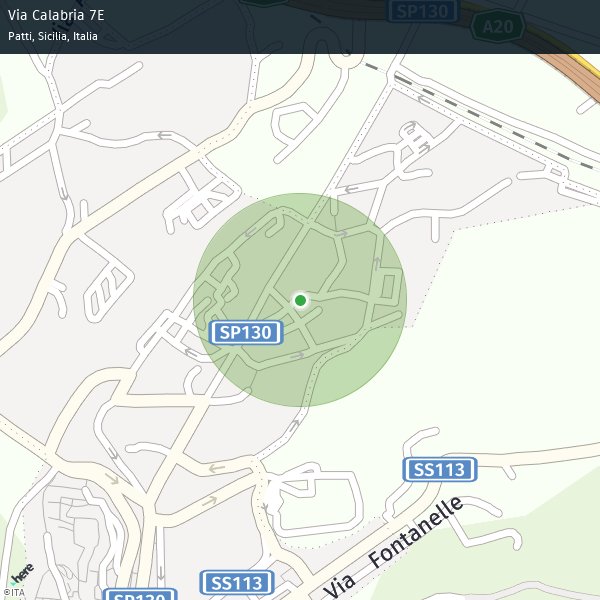 Via Calabria 7E
Patti, Sicilia, Italia
SP130
A20
SP130
SS113
Via Fontanelle
SS113
SP130
here
©ITA